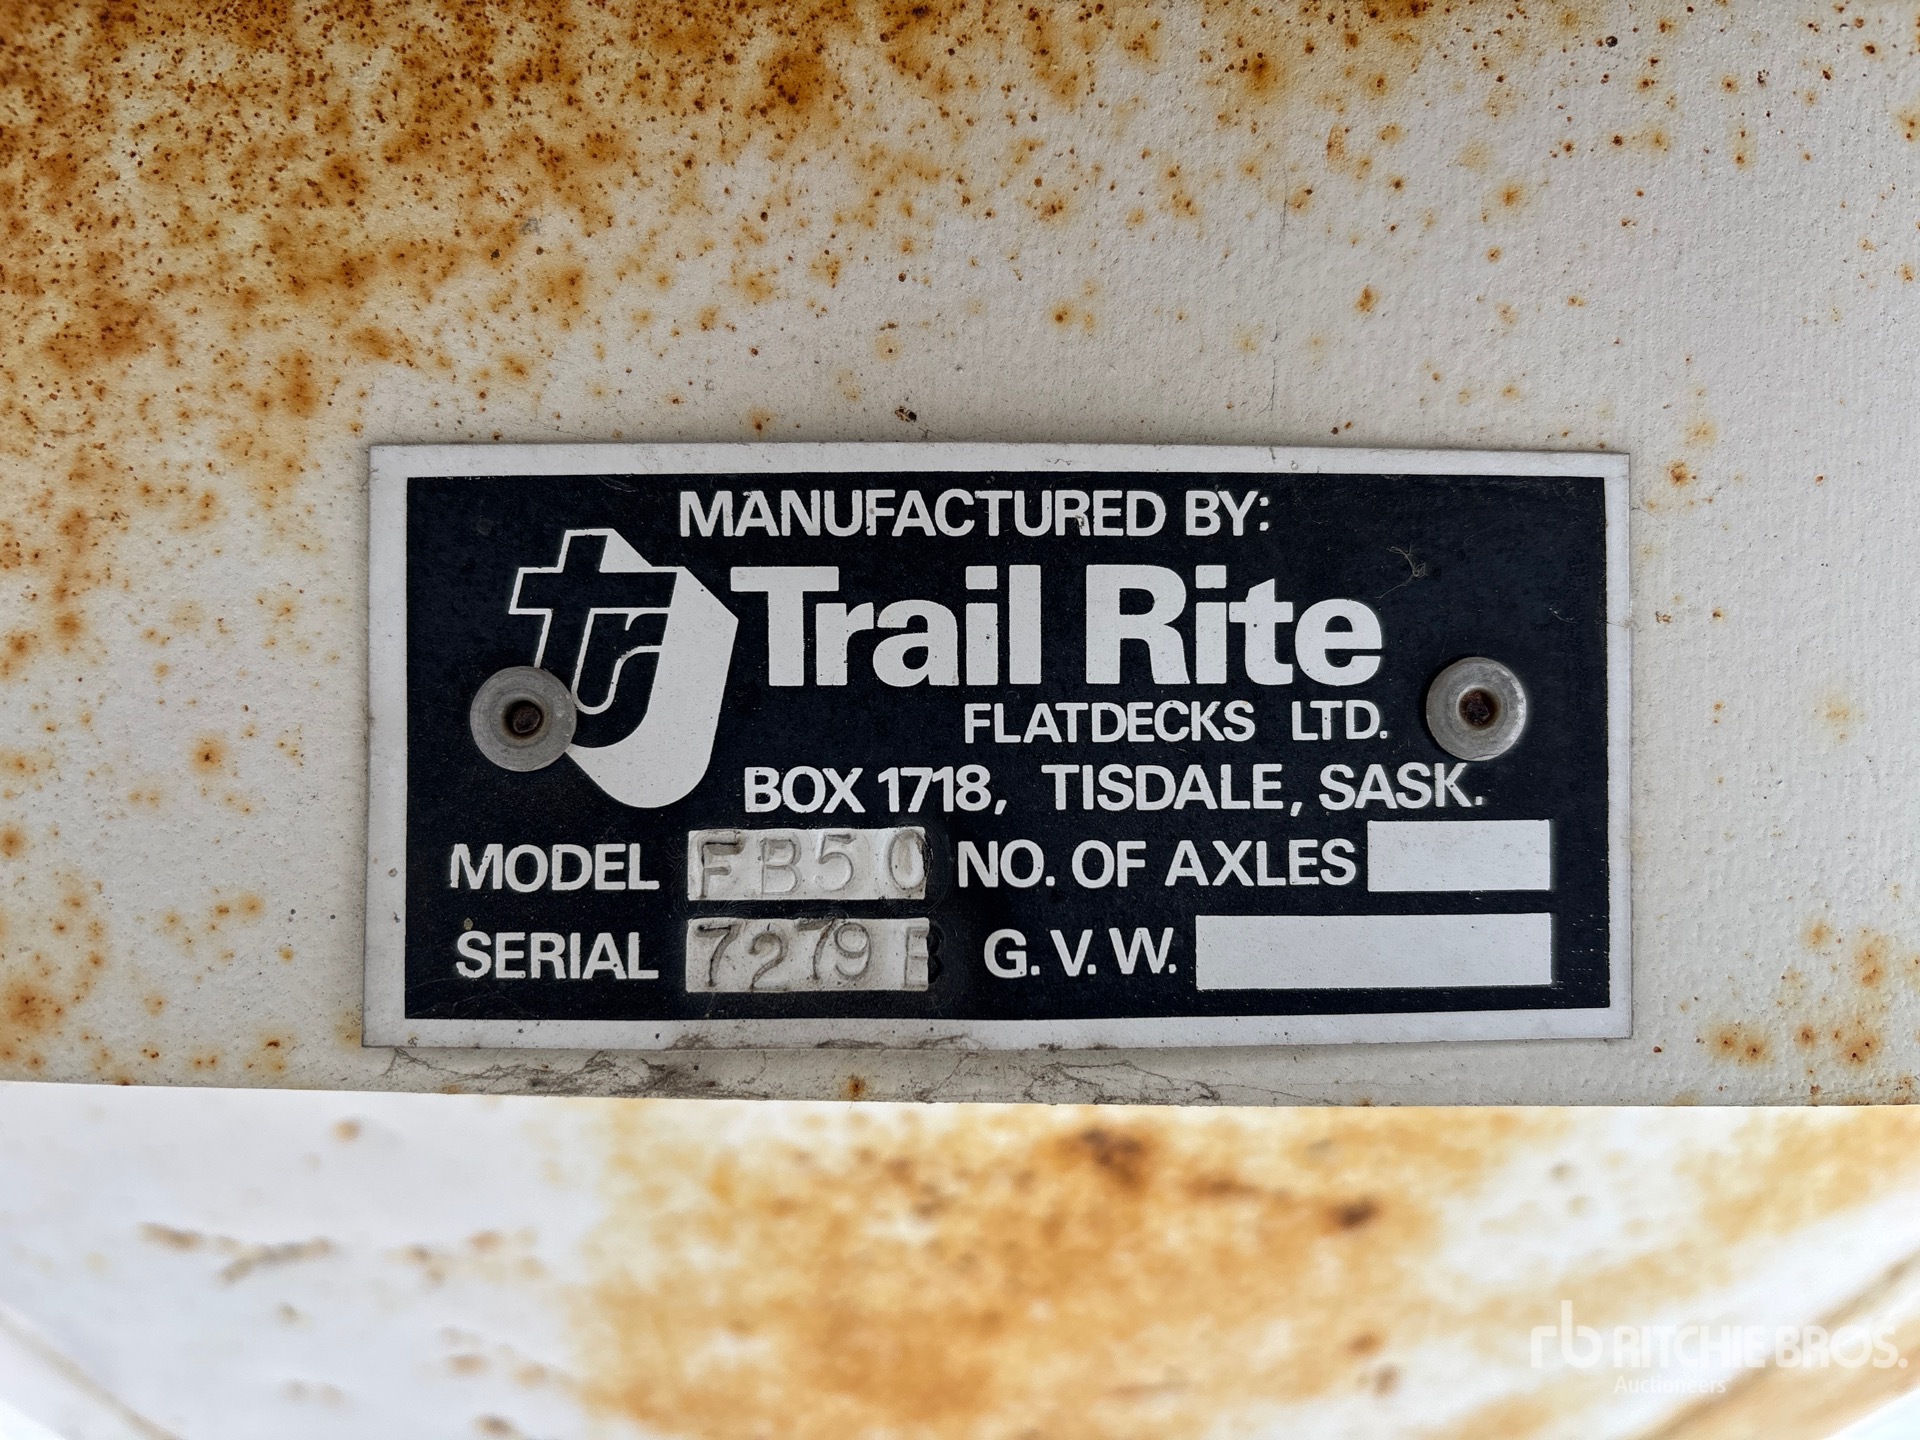 MANUFACTURED BY:
tr Trail Rite
FLATDECKS LTD.
BOX 1718, TISDALE, SASK.
MODEL FB50 NO. OF AXLES
SERIAL 7279B G. V. W.
rb RITCHIE BROS.
Auctioneers